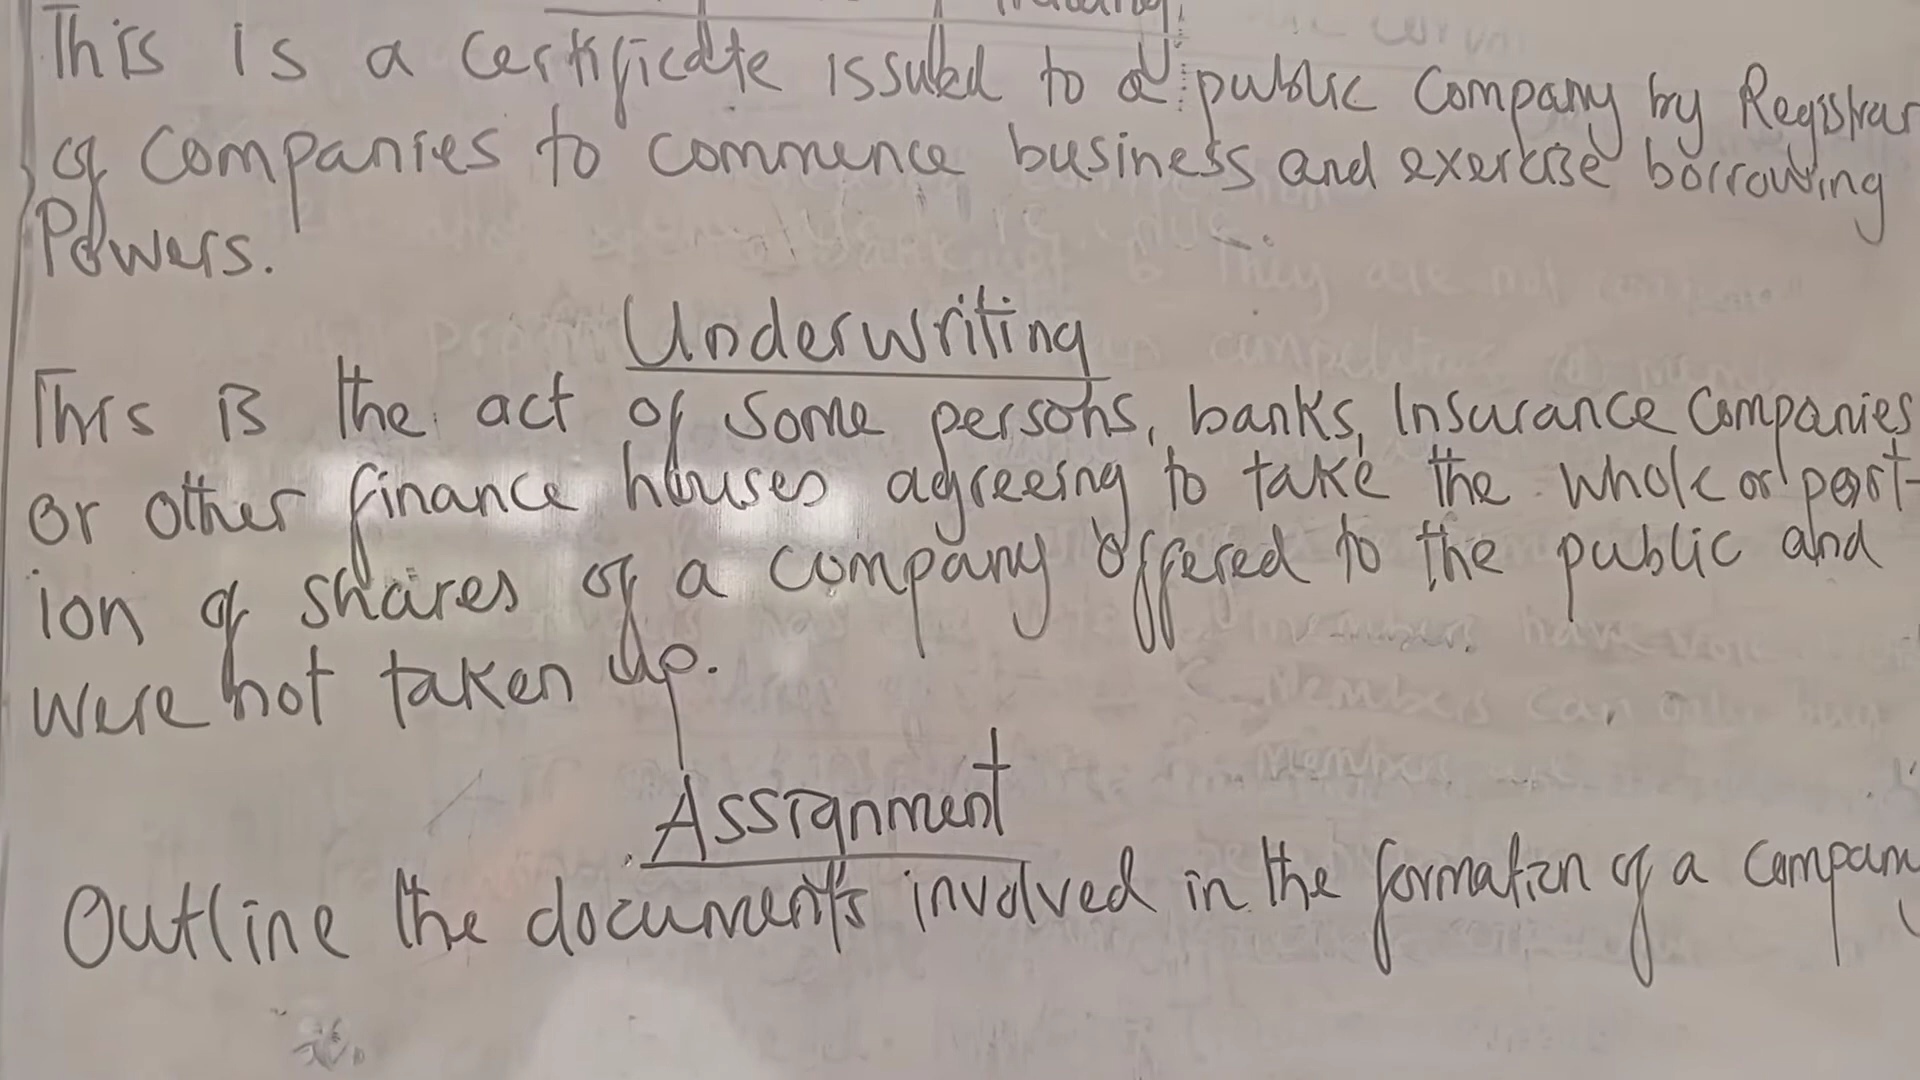 Trading
This is a certificate issued to a public Company by Registrar
of Companies to commence business and exercise borrowing
Powers.
Underwriting
This is the act of some persons, banks, Insurance Companies
or other finance houses agreeing to take the whole or port-
ion of shares of a company offered to the public and
were not taken up.
Assignment
Outline the documents involved in the formation of a Company